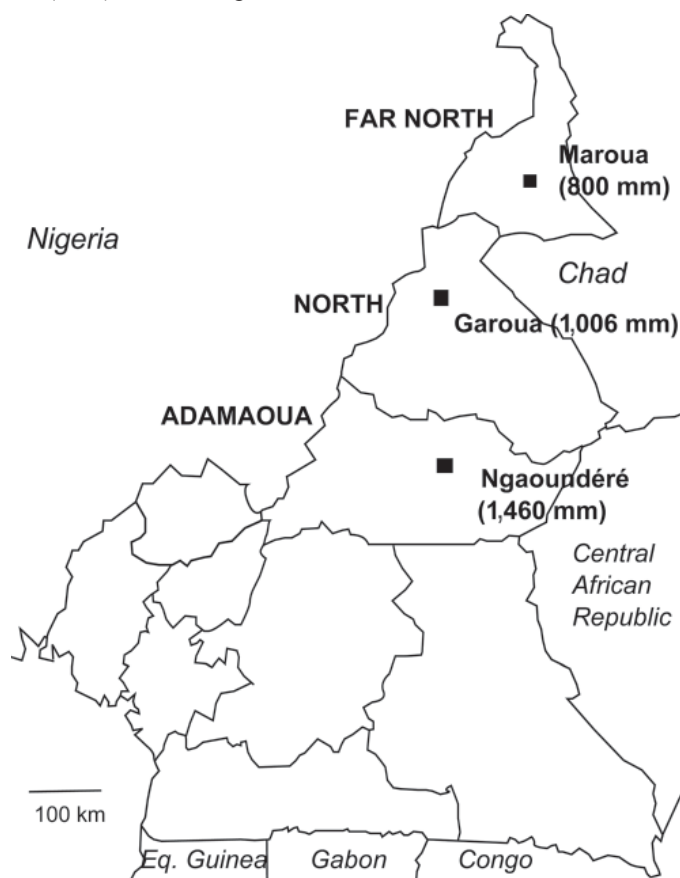 FAR NORTH
Maroua
(800 mm)
Nigeria
Chad
NORTH
Garoua (1,006 mm)
ADAMAOUA
Ngaoundéré
(1,460 mm)
Central
African
Republic
100 km
Eq. Guinea
Gabon
Congo